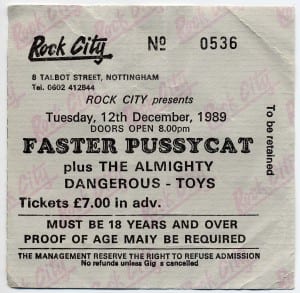 Rock City
Nº 0536
8 TALBOT STREET, NOTTINGHAM
Tel. 0602 412544
ROCK CITY presents
Tuesday, 12th December, 1989
DOORS OPEN 8.00pm
FASTER PUSSYCAT
plus THE ALMIGHTY
DANGEROUS - TOYS
Tickets £7.00 in adv.
To be retained
MUST BE 18 YEARS AND OVER
PROOF OF AGE MAIY BE REQUIRED
THE MANAGEMENT RESERVE THE RIGHT TO REFUSE ADMISSION
No refunds unless Gig s cancelled